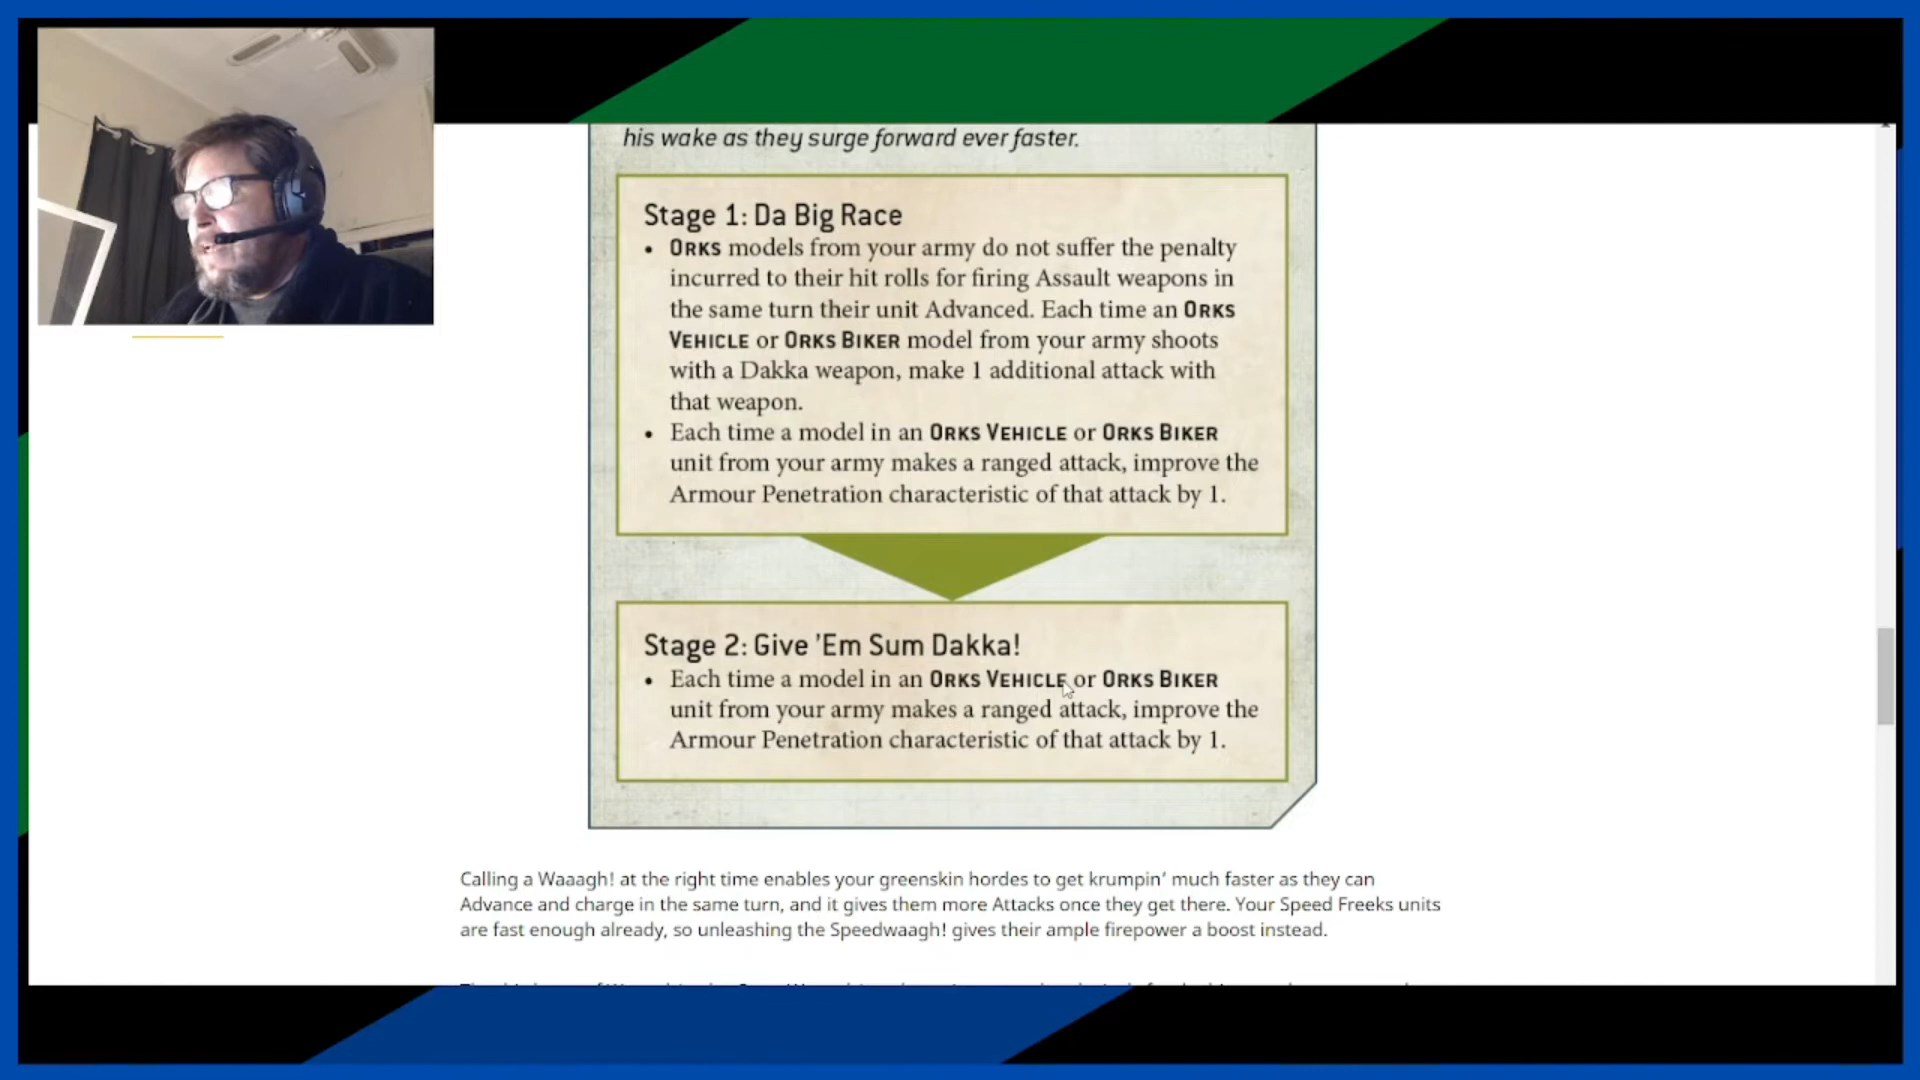 his wake as they surge forward ever faster.
Stage 1: Da Big Race
• ORKS models from your army do not suffer the penalty
incurred to their hit rolls for firing Assault weapons in
the same turn their unit Advanced. Each time an ORKS
VEHICLE or ORKS BIKER model from your army shoots
with a Dakka weapon, make 1 additional attack with
that weapon.
• Each time a model in an ORKS VEHICLE or ORKS BIKER
unit from your army makes a ranged attack, improve the
Armour Penetration characteristic of that attack by 1.
Stage 2: Give 'Em Sum Dakka!
• Each time a model in an ORKS VEHICLE or ORKS BIKER
unit from your army makes a ranged attack, improve the
Armour Penetration characteristic of that attack by 1.
Calling a Waaagh! at the right time enables your greenskin hordes to get krumpin' much faster as they can
Advance and charge in the same turn, and it gives them more Attacks once they get there. Your Speed Freeks units
are fast enough already, so unleashing the Speedwaagh! gives their ample firepower a boost instead.